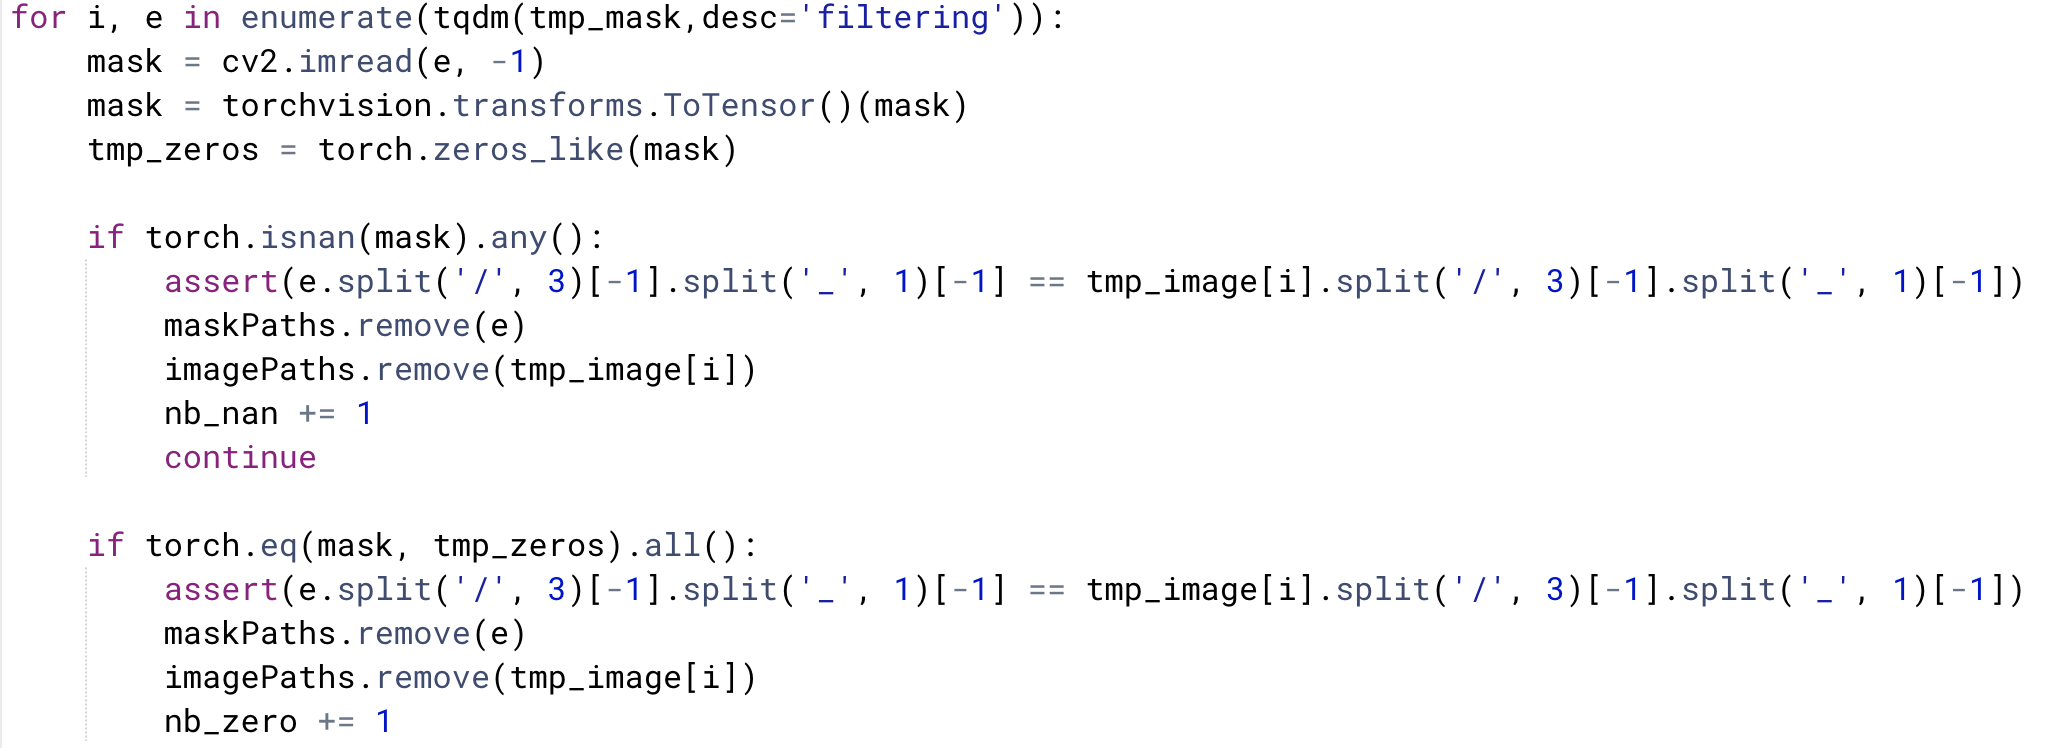 for i, e in enumerate(tqdm(tmp_mask,desc='filtering')):
    mask = cv2.imread(e, -1)
    mask = torchvision.transforms.ToTensor()(mask)
    tmp_zeros = torch.zeros_like(mask)

    if torch.isnan(mask).any():
        assert(e.split('/', 3)[-1].split('_', 1)[-1] == tmp_image[i].split('/', 3)[-1].split('_', 1)[-1])
        maskPaths.remove(e)
        imagePaths.remove(tmp_image[i])
        nb_nan += 1
        continue

    if torch.eq(mask, tmp_zeros).all():
        assert(e.split('/', 3)[-1].split('_', 1)[-1] == tmp_image[i].split('/', 3)[-1].split('_', 1)[-1])
        maskPaths.remove(e)
        imagePaths.remove(tmp_image[i])
        nb_zero += 1